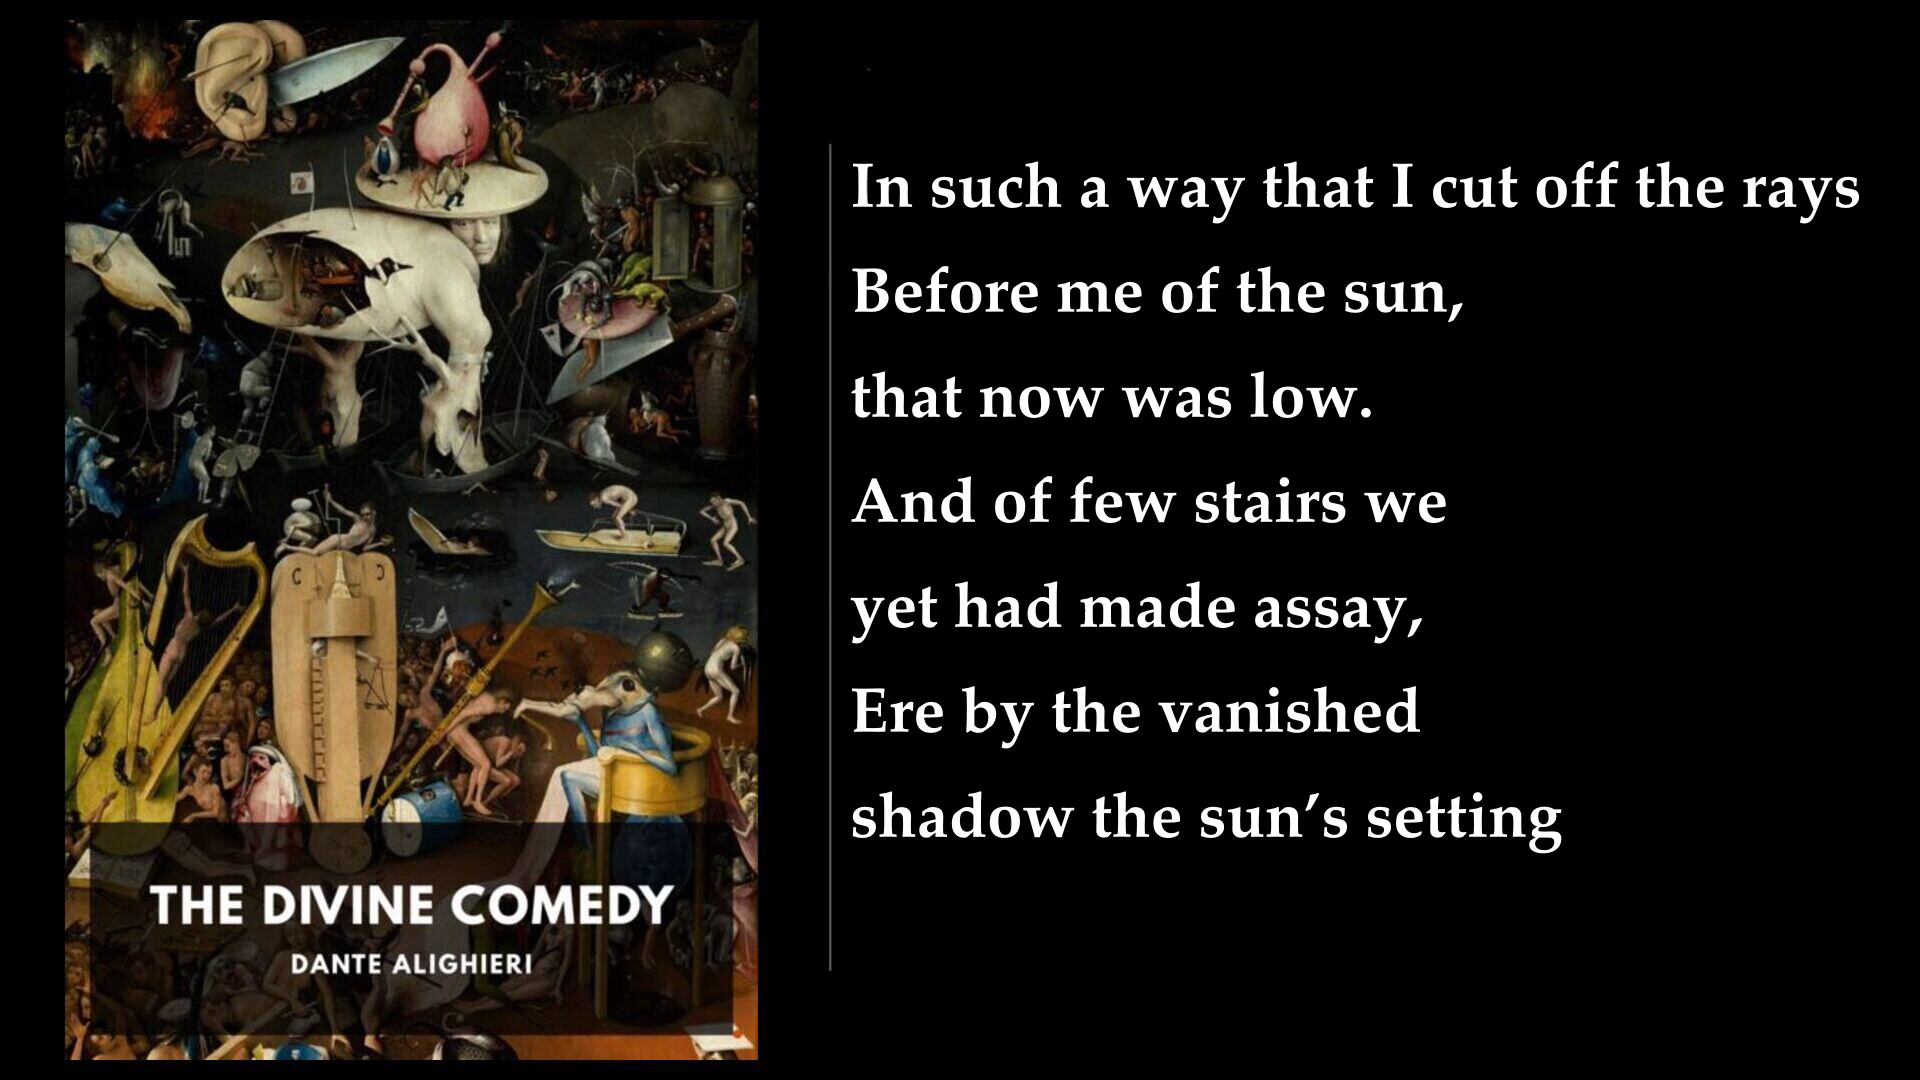 In such a way that I cut off the rays
Before me of the sun,
that now was low.
And of few stairs we
yet had made assay,
Ere by the vanished
shadow the sun’s setting
THE DIVINE COMEDY
DANTE ALIGHIERI